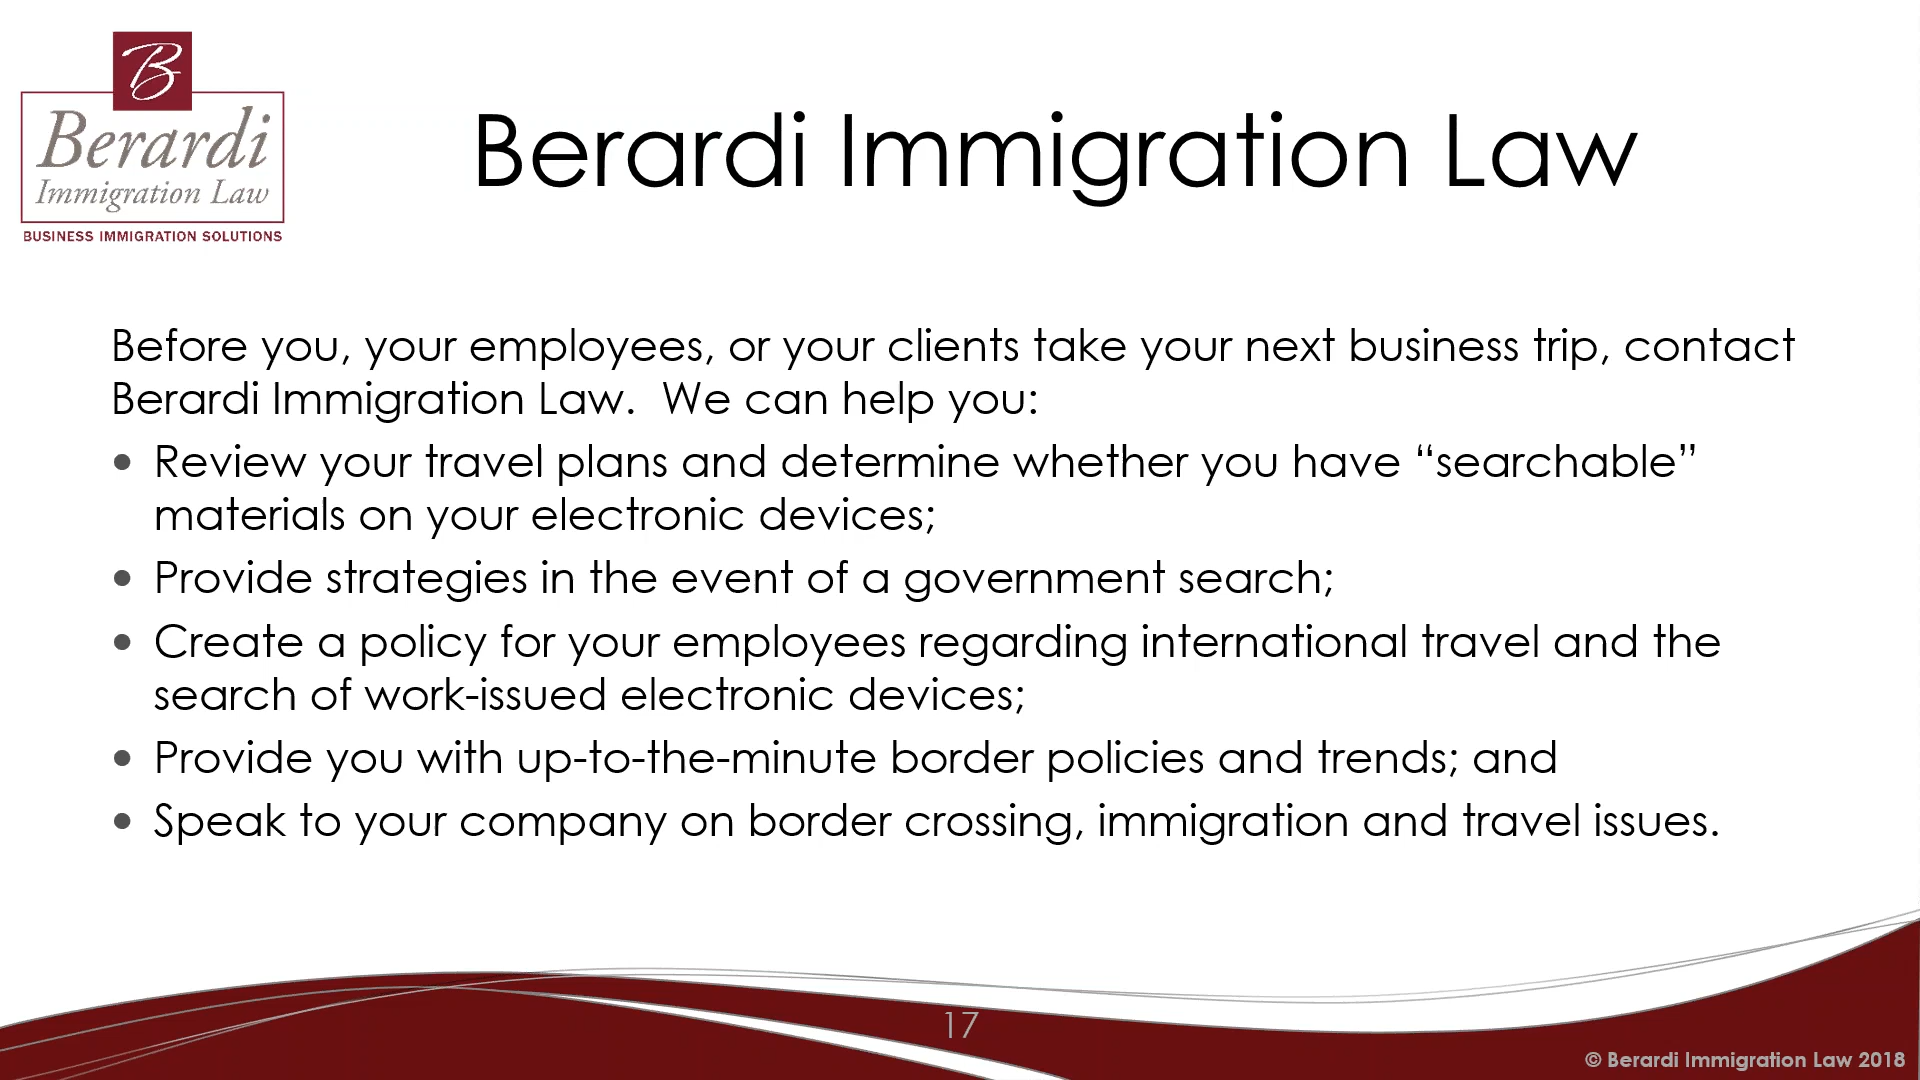 B
Berardi
Immigration Law
BUSINESS IMMIGRATION SOLUTIONS
Berardi Immigration Law
Before you, your employees, or your clients take your next business trip, contact
Berardi Immigration Law.  We can help you:
• Review your travel plans and determine whether you have “searchable”
materials on your electronic devices;
• Provide strategies in the event of a government search;
• Create a policy for your employees regarding international travel and the
search of work-issued electronic devices;
• Provide you with up-to-the-minute border policies and trends; and
• Speak to your company on border crossing, immigration and travel issues.
17
© Berardi Immigration Law 2018